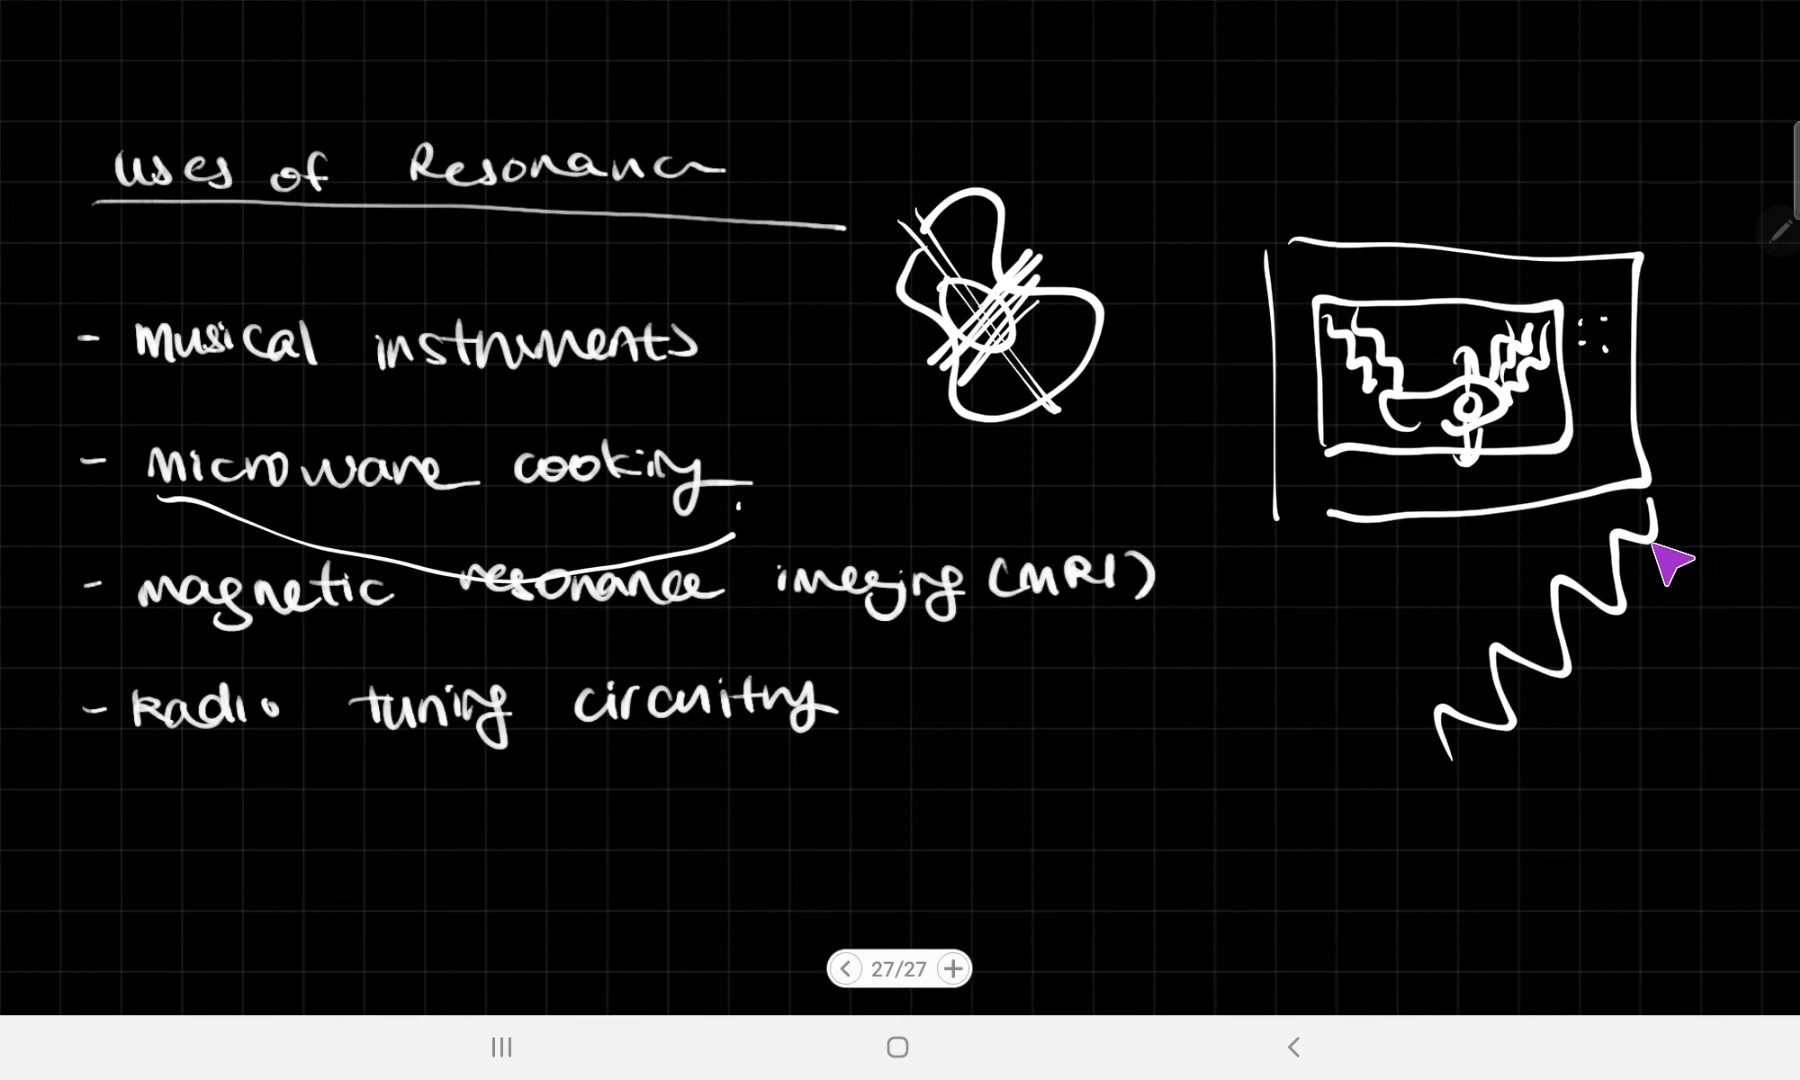 Uses of Resonance
- Musical instruments
- Microwave cooking
- magnetic resonance imaging (MRI)
- Radio tuning circuitry
27/27